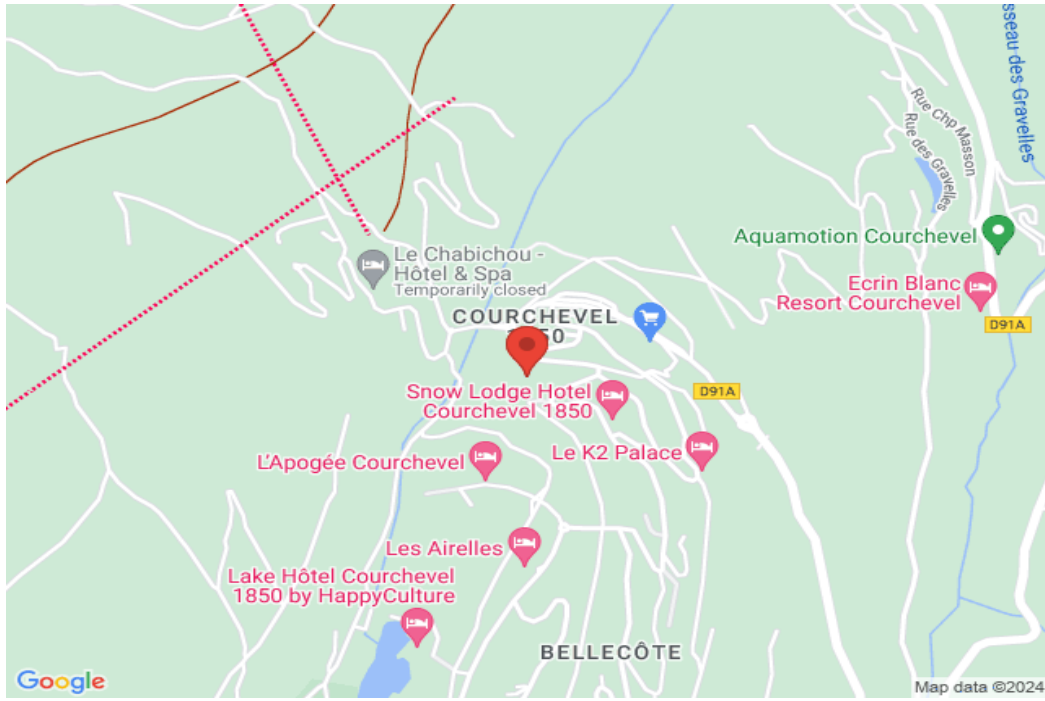 sseau des Gravelles
Rue Chp Masson
Rue des Gravelles
Aquamotion Courchevel
Le Chabichou -
Hôtel & Spa
Temporarily closed
Ecrin Blanc
Resort Courchevel
COURCHEVEL
D91A
Snow Lodge Hotel
Courchevel 1850
D91A
Le K2 Palace
L'Apogée Courchevel
Les Airelles
Lake Hôtel Courchevel
1850 by HappyCulture
BELLECÔTE
Google
Map data ©2024